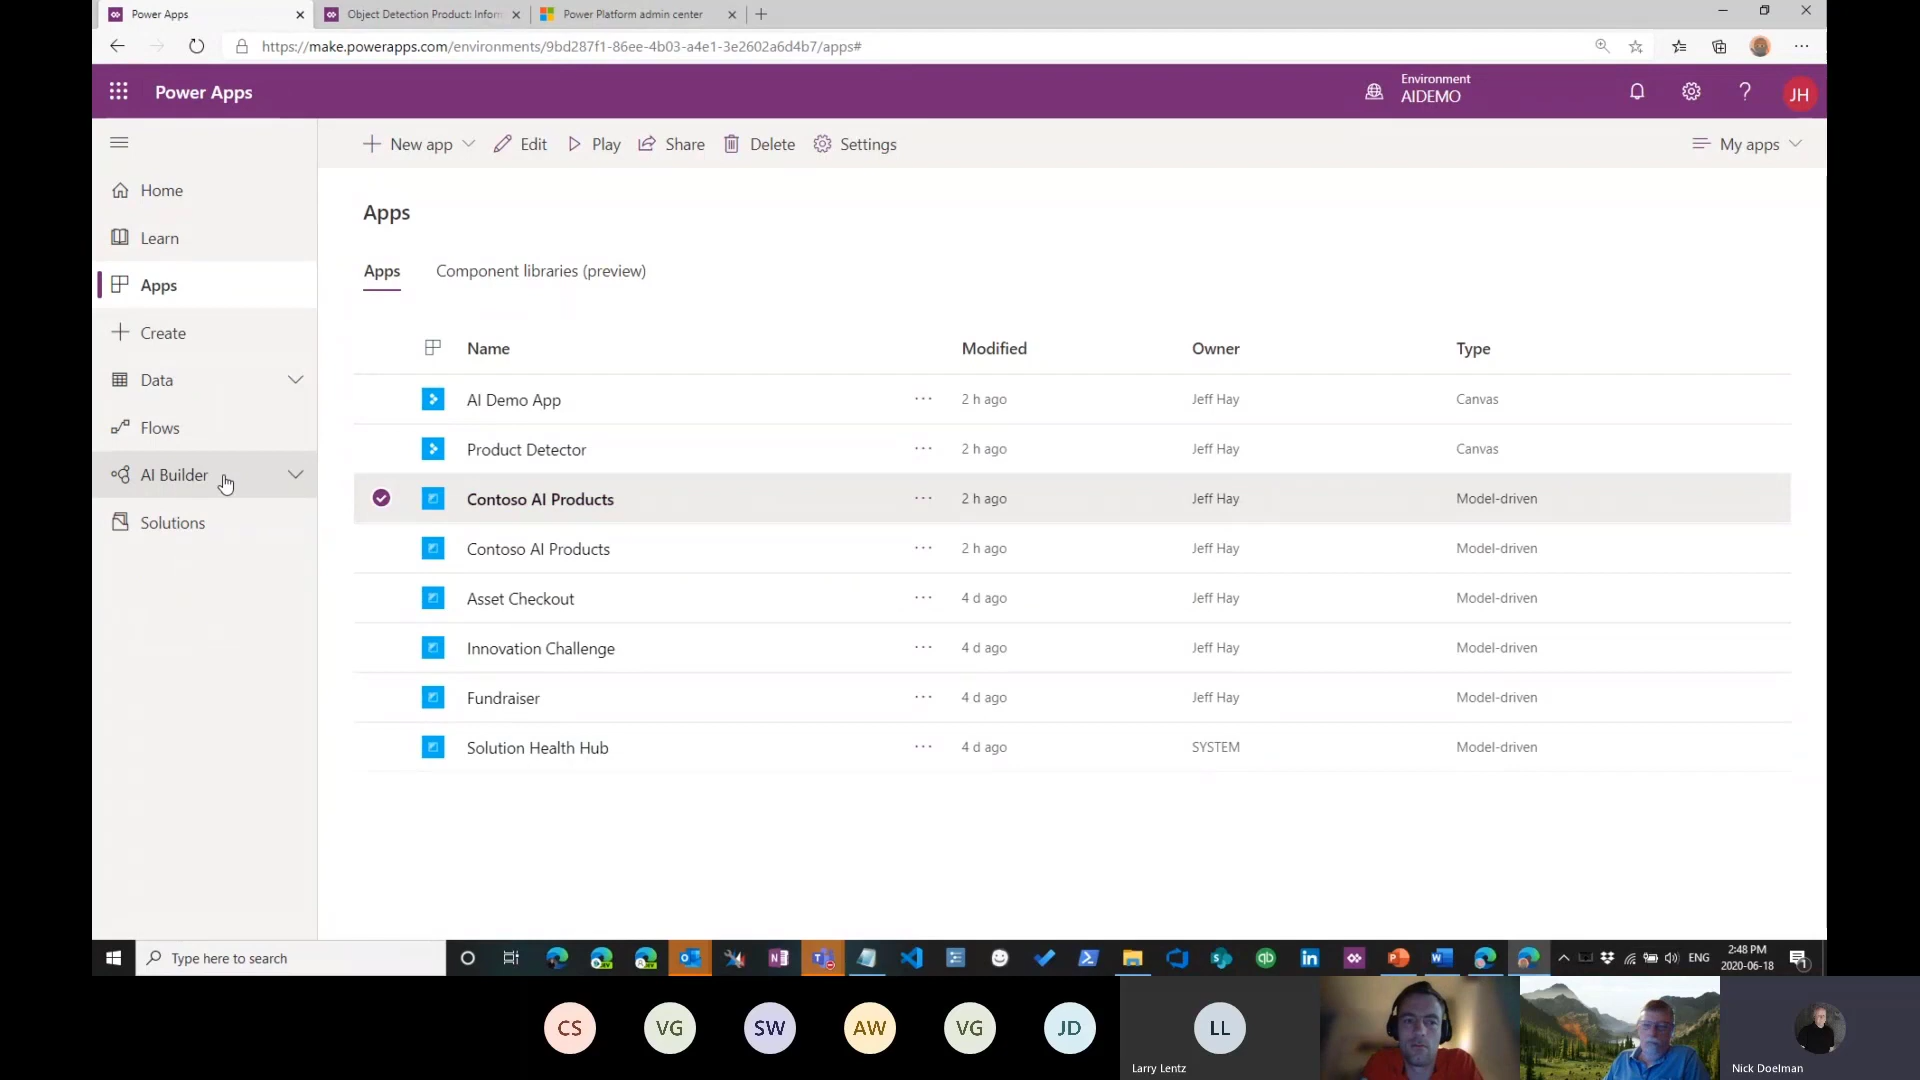 Power Apps
Object Detection Product: Inform
Power Platform admin center
https://make.powerapps.com/environments/9bd287f1-86ee-4b03-a4e1-3e2602a6d4b7/apps#
Power Apps
Environment
AIDEMO
?
JH
New app
Edit
Play
Share
Delete
Settings
My apps
Home
Learn
Apps
Create
Data
Flows
AI Builder
Solutions
Apps
Apps
Component libraries (preview)
Name Modified Owner Type
AI Demo App ··· 2 h ago Jeff Hay Canvas
Product Detector ··· 2 h ago Jeff Hay Canvas
Contoso AI Products ··· 2 h ago Jeff Hay Model-driven
Contoso AI Products ··· 2 h ago Jeff Hay Model-driven
Asset Checkout ··· 4 d ago Jeff Hay Model-driven
Innovation Challenge ··· 4 d ago Jeff Hay Model-driven
Fundraiser ··· 4 d ago Jeff Hay Model-driven
Solution Health Hub ··· 4 d ago SYSTEM Model-driven
Type here to search
ENG
2:48 PM
2020-06-18
CS VG SW AW VG JD LL
Larry Lentz
Nick Doelman